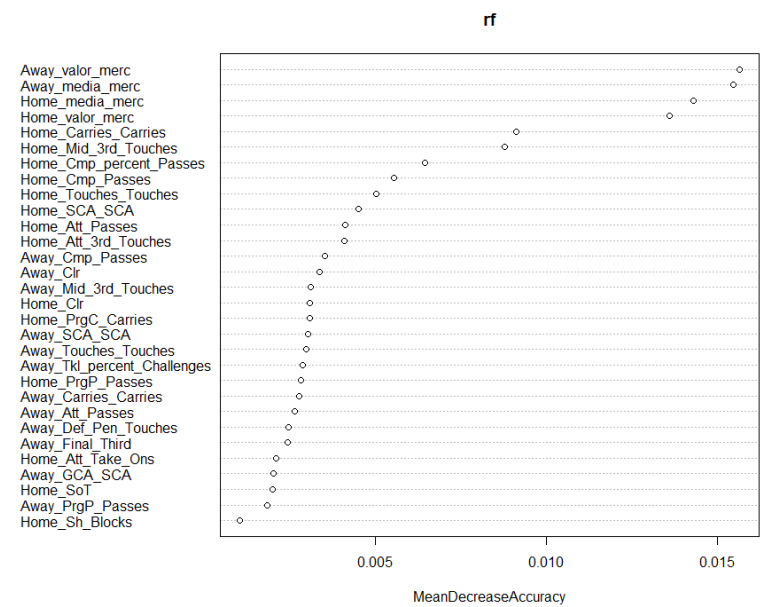 rf
Away_valor_merc
Away_media_merc
Home_media_merc
Home_valor_merc
Home_Carries_Carries
Home_Mid_3rd_Touches
Home_Cmp_percent_Passes
Home_Cmp_Passes
Home_Touches_Touches
Home_SCA_SCA
Home_Att_Passes
Home_Att_3rd_Touches
Away_Cmp_Passes
Away_Clr
Away_Mid_3rd_Touches
Home_Clr
Home_PrgC_Carries
Away_SCA_SCA
Away_Touches_Touches
Away_Tkl_percent_Challenges
Home_PrgP_Passes
Away_Carries_Carries
Away_Att_Passes
Away_Def_Pen_Touches
Away_Final_Third
Home_Att_Take_Ons
Away_GCA_SCA
Home_SoT
Away_PrgP_Passes
Home_Sh_Blocks
0.005 0.010 0.015
MeanDecreaseAccuracy